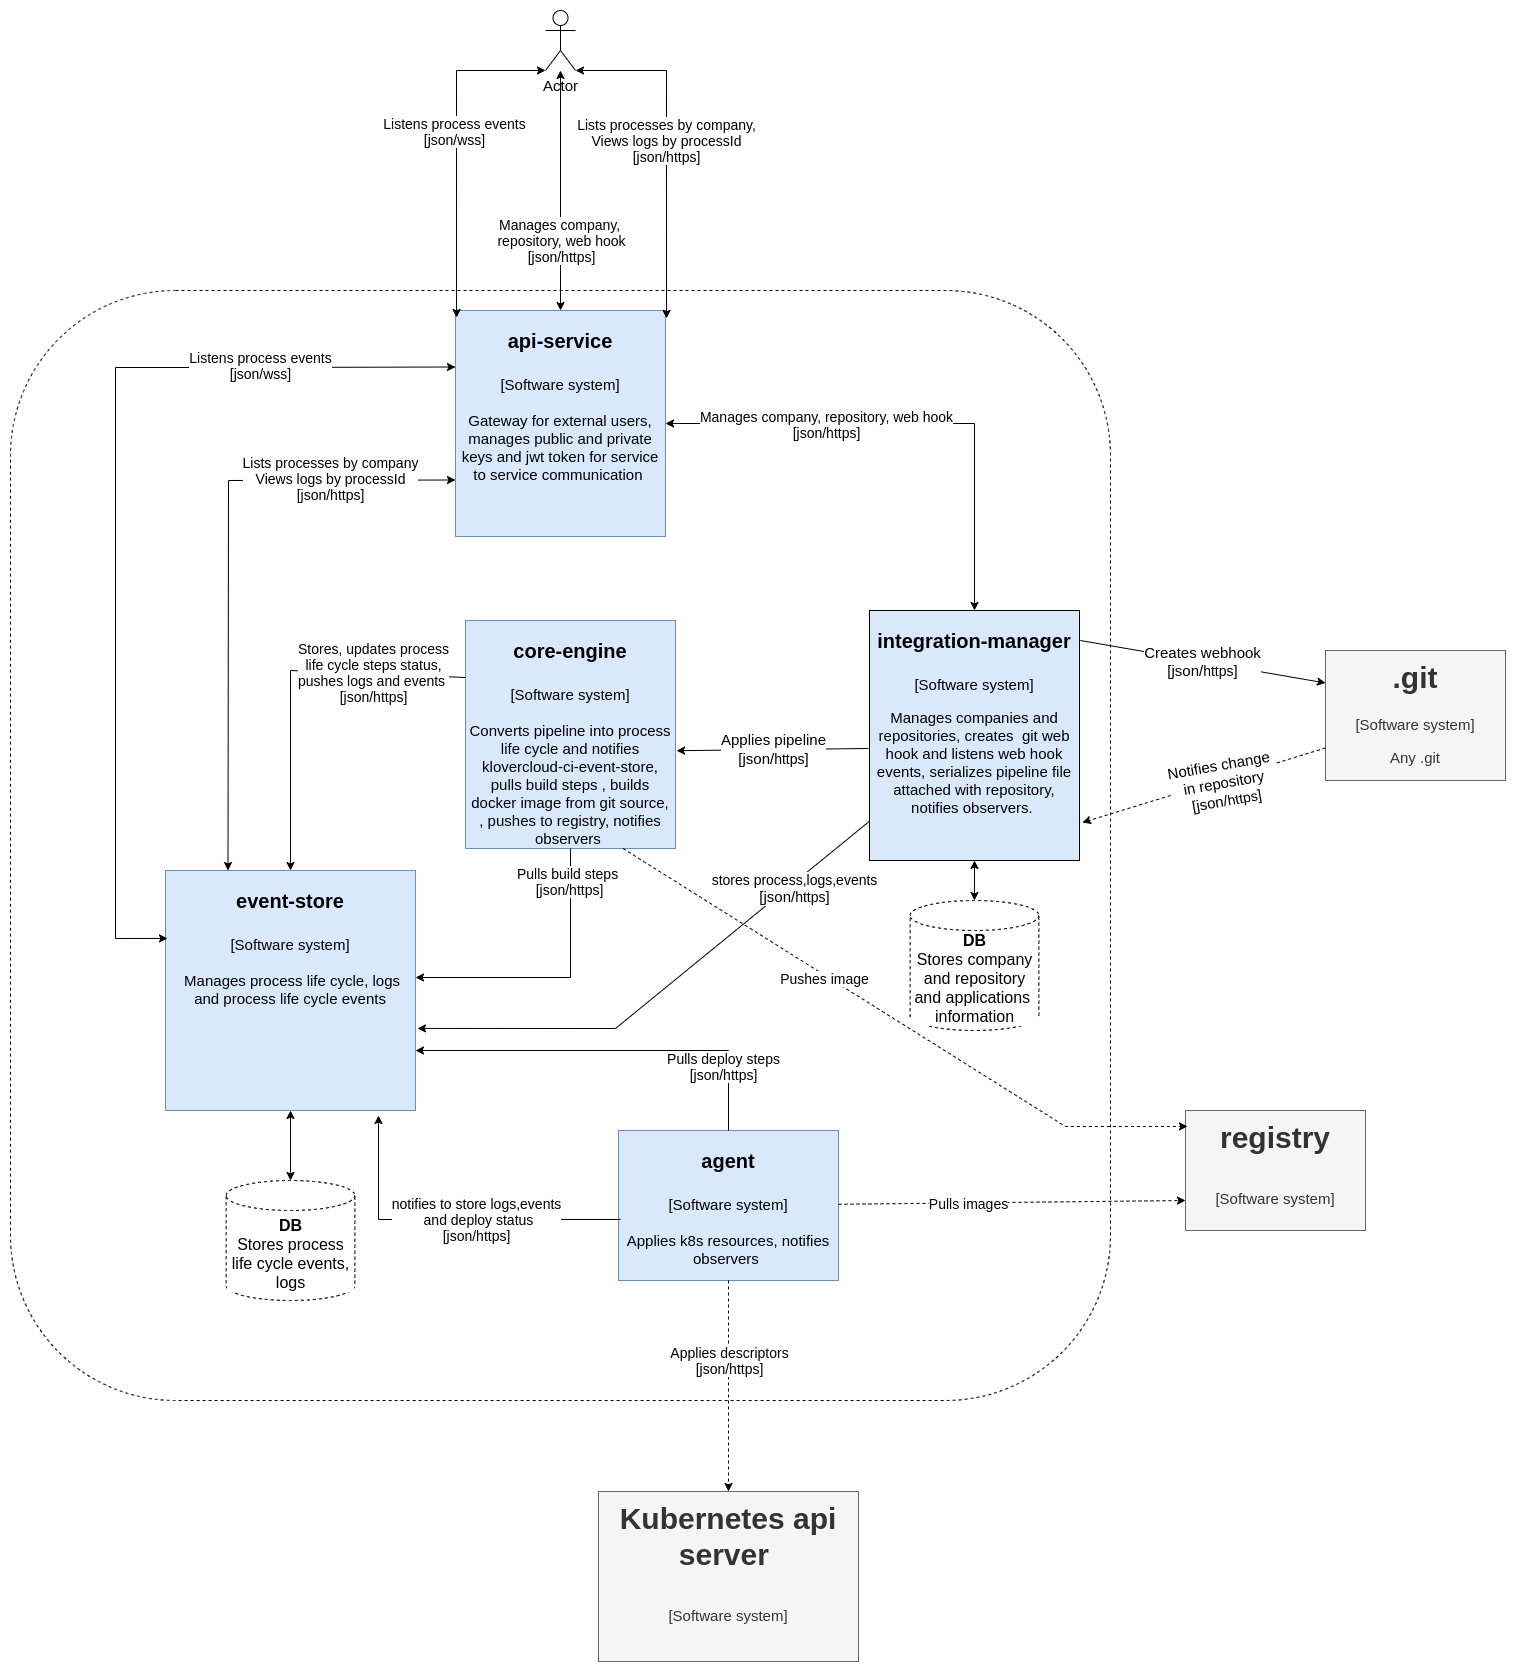 Actor
Listens process events
[json/wss]
Lists processes by company,
Views logs by processId
[json/https]
Manages company,
repository, web hook
[json/https]
api-service
[Software system]
Gateway for external users,
manages public and private
keys and jwt token for service
to service communication
Listens process events
[json/wss]
Manages company, repository, web hook
[json/https]
Lists processes by company
Views logs by processId
[json/https]
core-engine
[Software system]
Converts pipeline into process
life cycle and notifies
klovercloud-ci-event-store,
pulls build steps , builds
docker image from git source,
, pushes to registry, notifies
observers
Stores, updates process
life cycle steps status,
pushes logs and events
[json/https]
integration-manager
[Software system]
Manages companies and
repositories, creates  git web
hook and listens web hook
events, serializes pipeline file
attached with repository,
notifies observers.
Applies pipeline
[json/https]
Creates webhook
[json/https]
.git
[Software system]
Any .git
Notifies change
in repository
[json/https]
Pulls build steps
[json/https]
stores process,logs,events
[json/https]
event-store
[Software system]
Manages process life cycle, logs
and process life cycle events
DB
Stores company
and repository
and applications
information
Pushes image
Pulls deploy steps
[json/https]
registry
[Software system]
agent
[Software system]
Applies k8s resources, notifies
observers
Pulls images
notifies to store logs,events
and deploy status
[json/https]
DB
Stores process
life cycle events,
logs
Applies descriptors
[json/https]
Kubernetes api
server
[Software system]